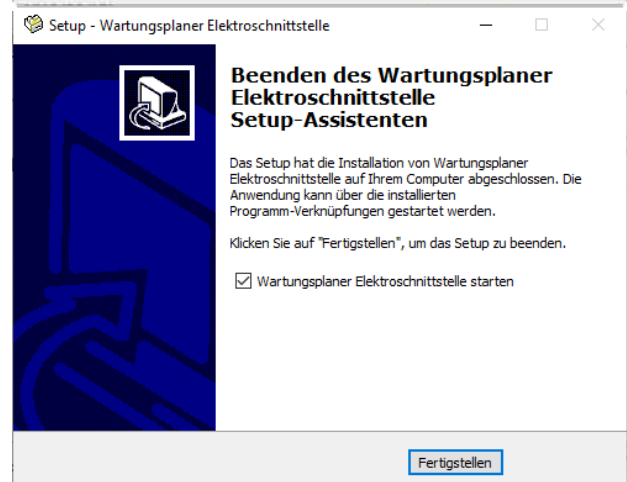 Setup - Wartungsplaner Elektroschnittstelle
Beenden des Wartungsplaner
Elektroschnittstelle
Setup-Assistenten
Das Setup hat die Installation von Wartungsplaner
Elektroschnittstelle auf Ihrem Computer abgeschlossen. Die
Anwendung kann über die installierten
Programm-Verknüpfungen gestartet werden.
Klicken Sie auf "Fertigstellen", um das Setup zu beenden.
Wartungsplaner Elektroschnittstelle starten
Fertigstellen